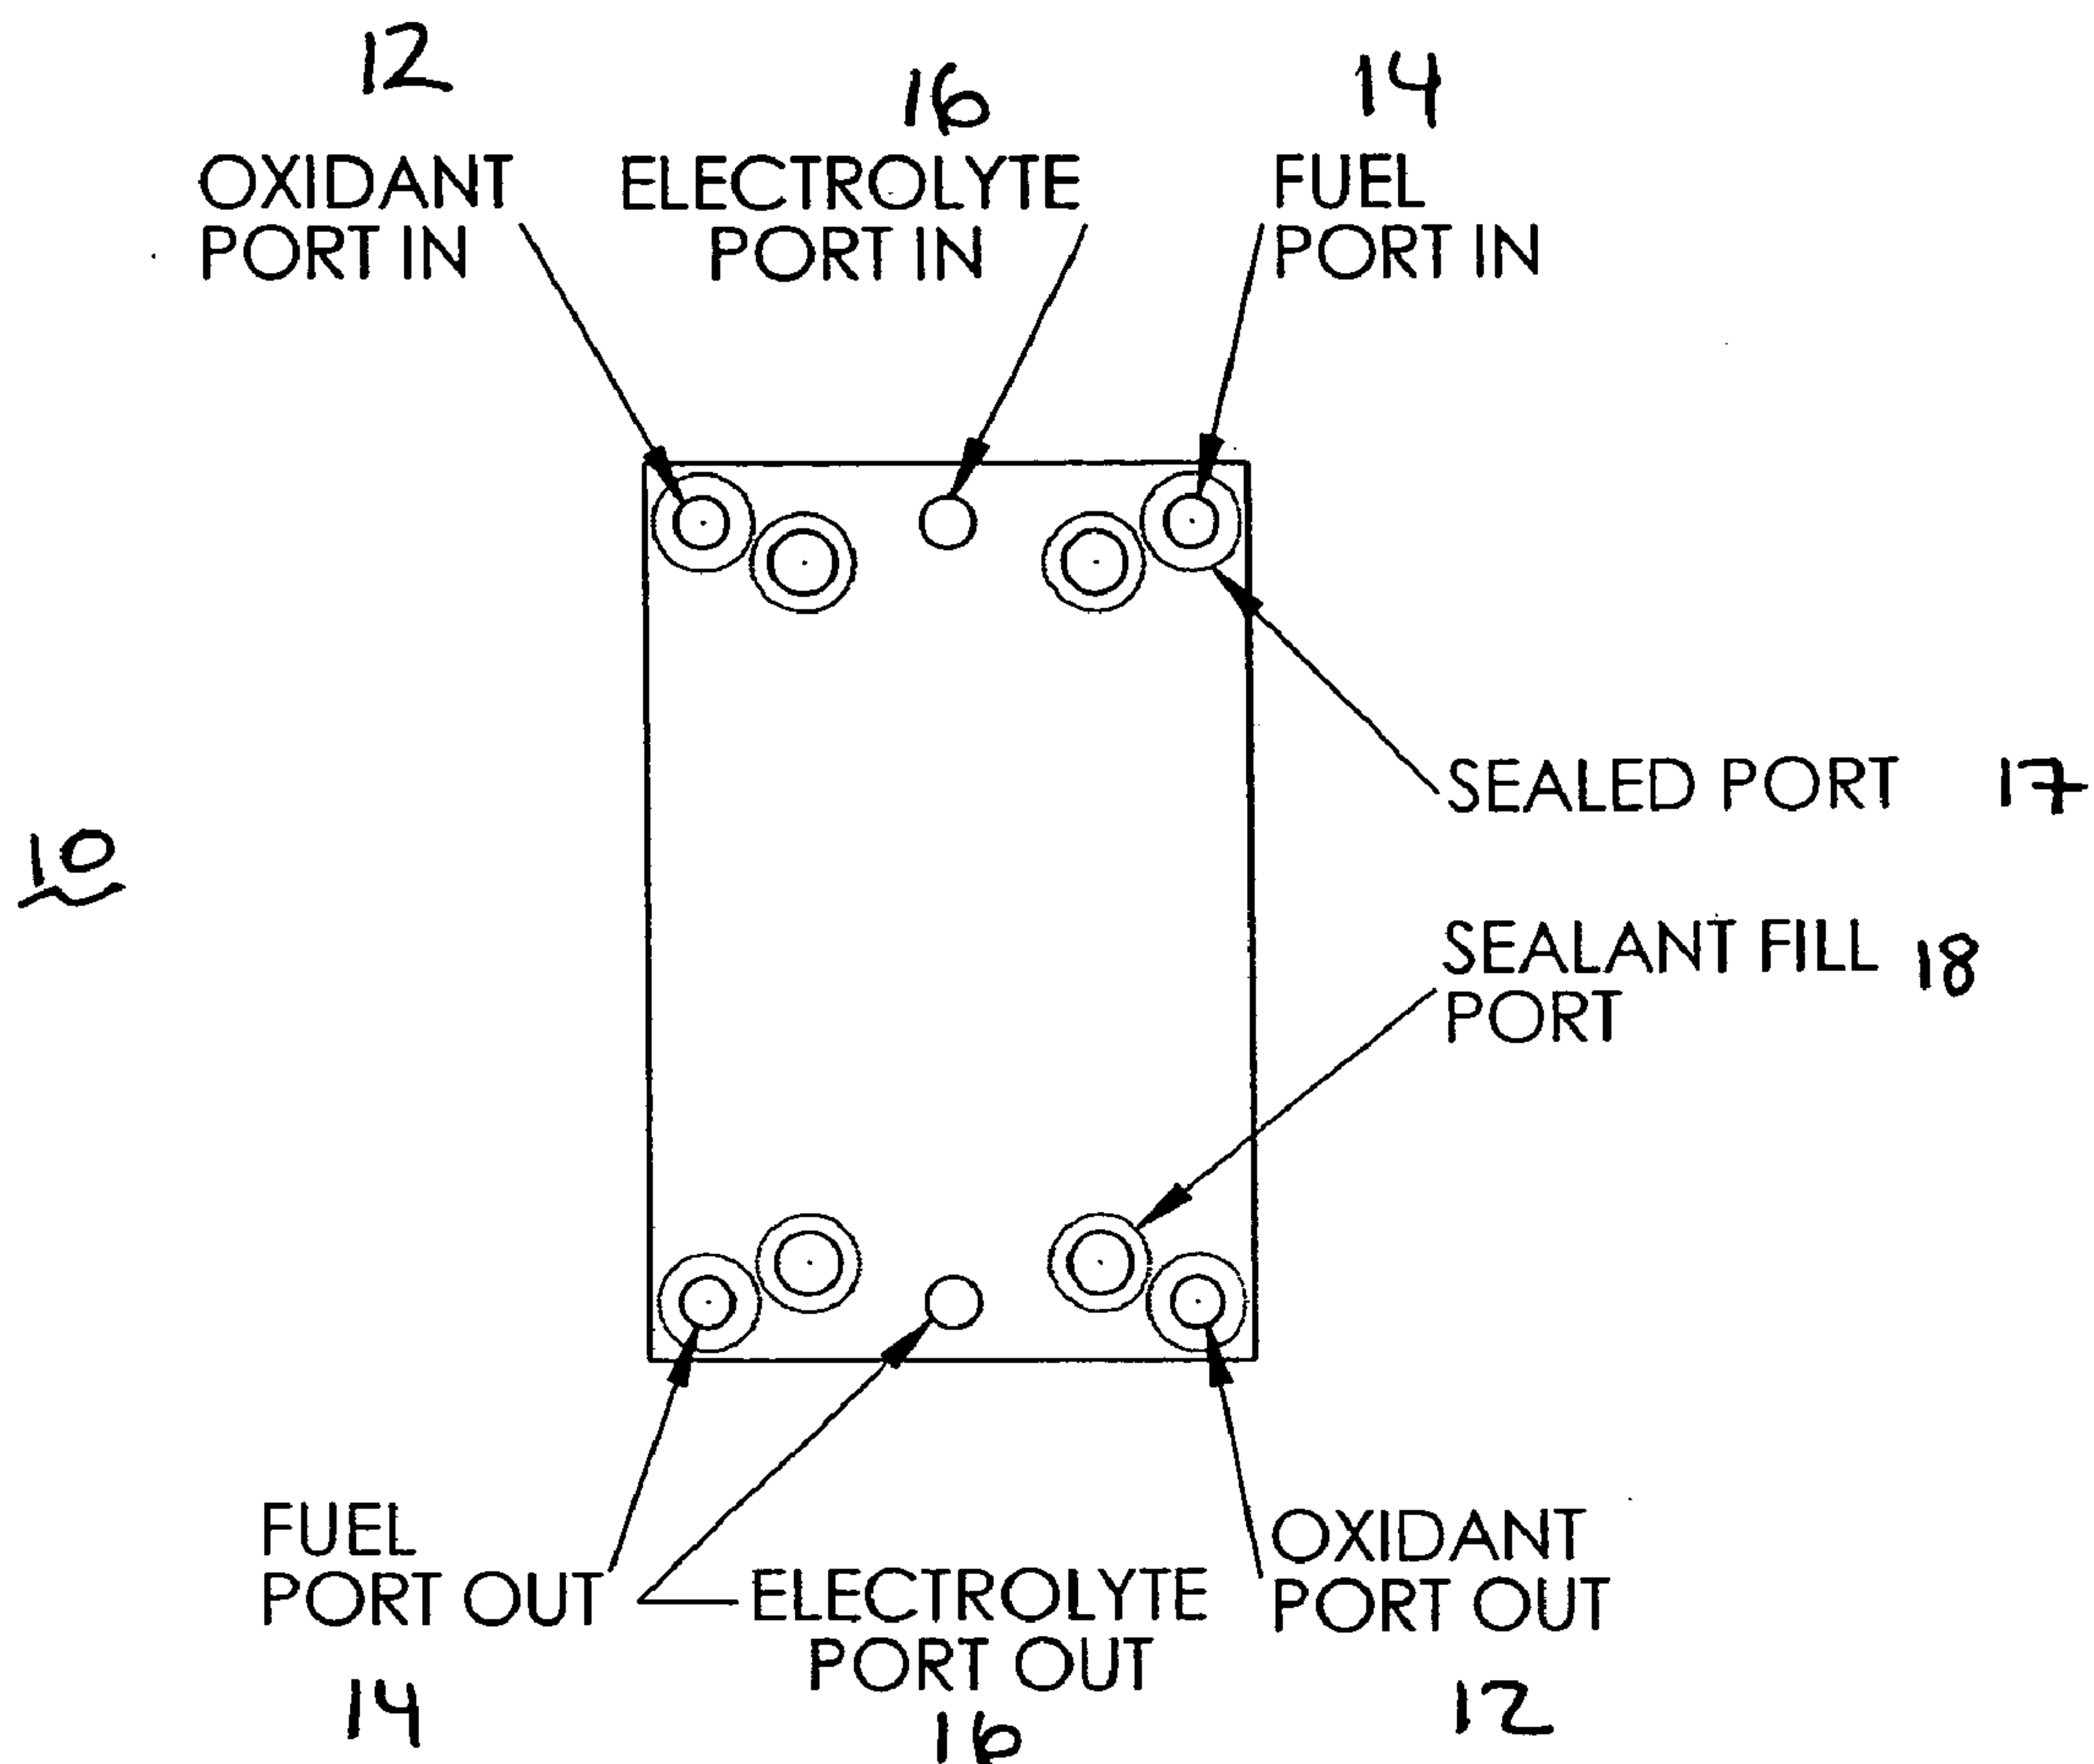 12
16
14
OXIDANT
PORT IN
ELECTROLYTE
PORT IN
FUEL
PORT IN
SEALED PORT 17
10
SEALANT FILL 18
PORT
FUEL
PORT OUT
14
ELECTROLYTE
PORT OUT
16
OXIDANT
PORT OUT
12